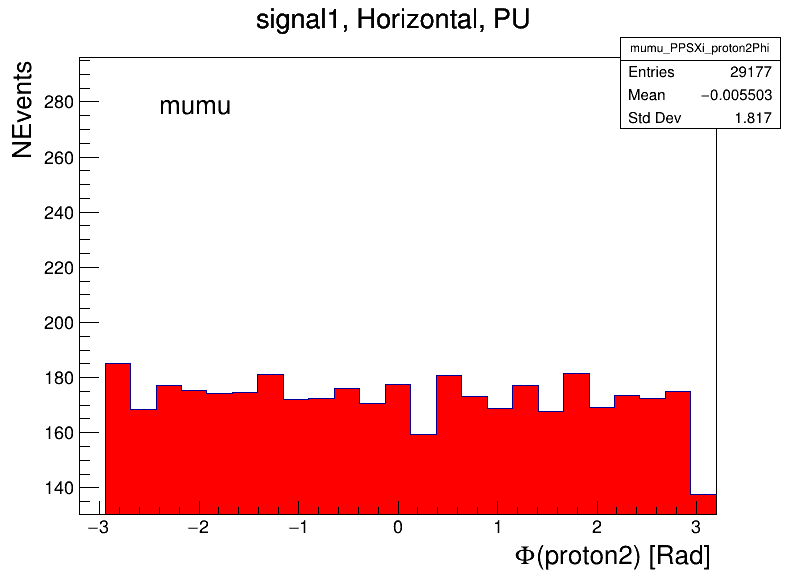 signal1, Horizontal, PU
mumu_PPSXi_proton2Phi
Entries 29177
Mean −0.005503
Std Dev 1.817
NEvents
mumu
280
260
240
220
200
180
160
140
−3 −2 −1 0 1 2 3
Φ(proton2) [Rad]